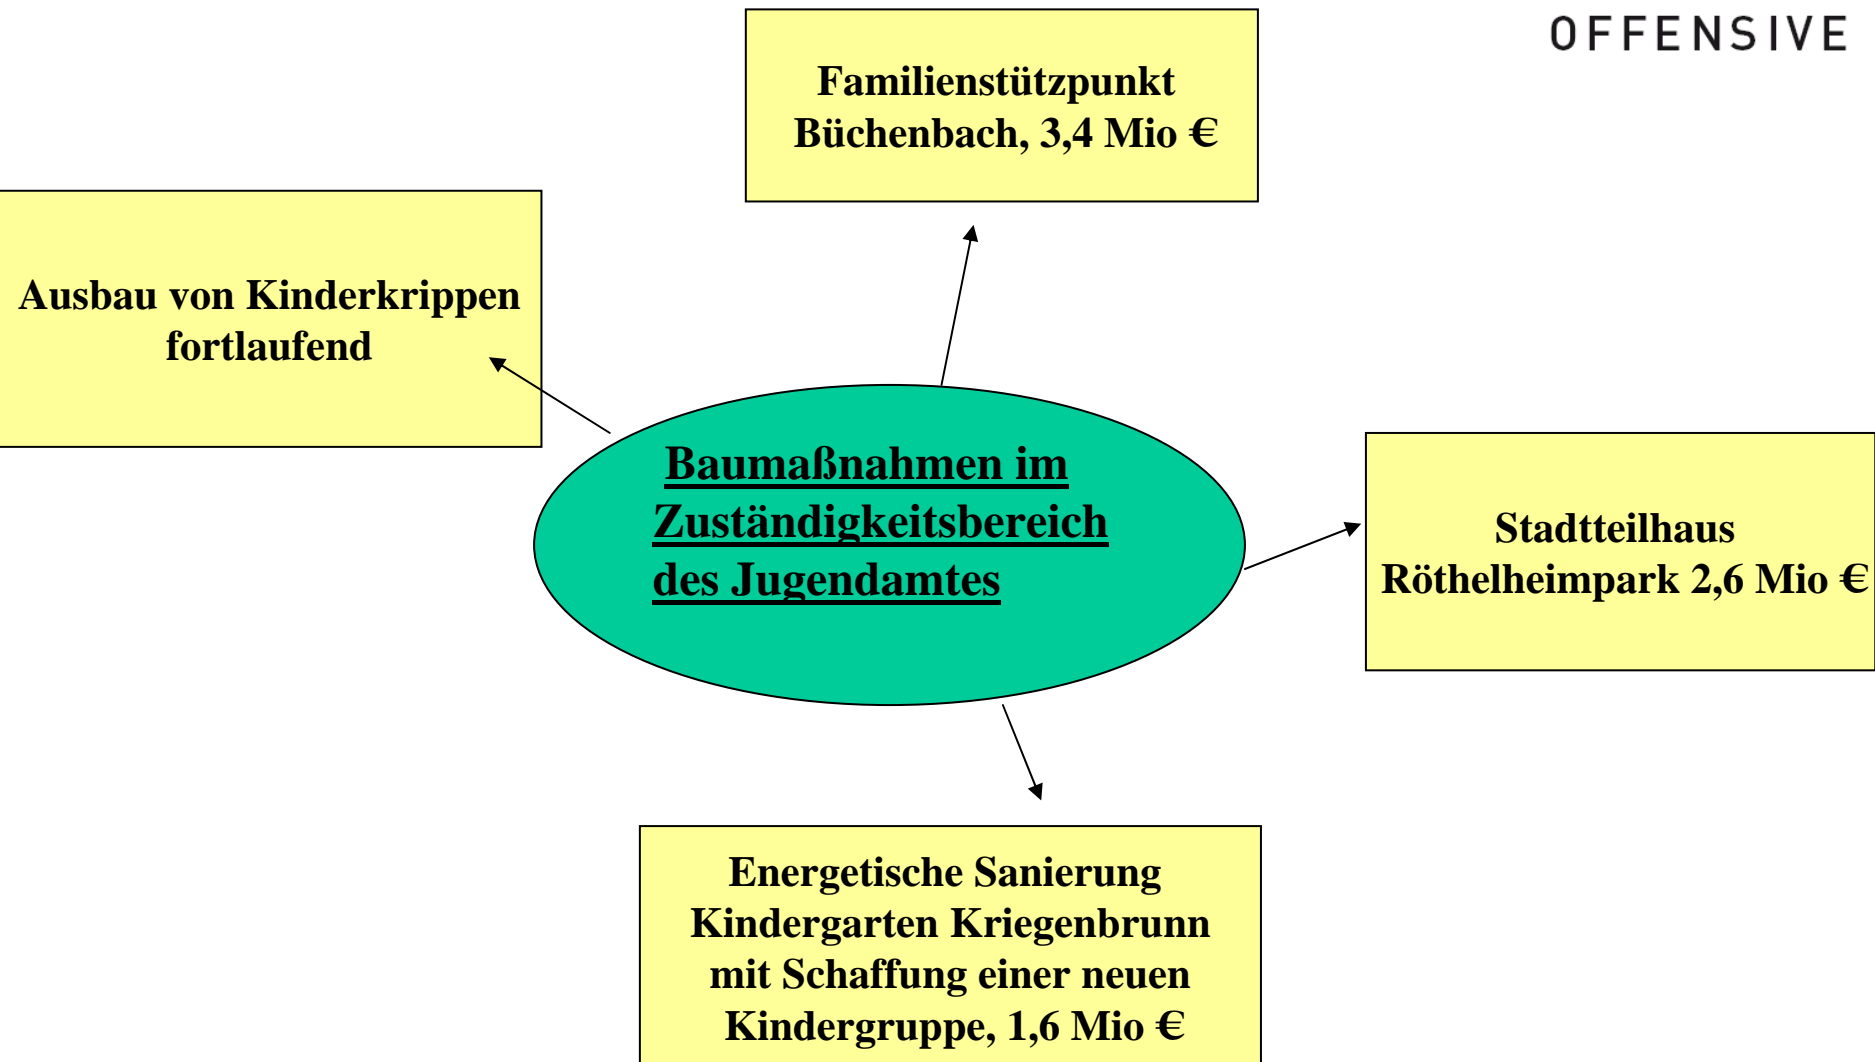 OFFENSIVE
Familienstützpunkt
Büchenbach, 3,4 Mio €
Ausbau von Kinderkrippen
fortlaufend
Baumaßnahmen im
Zuständigkeitsbereich
des Jugendamtes
Stadtteilhaus
Röthelheimpark 2,6 Mio €
Energetische Sanierung
Kindergarten Kriegenbrunn
mit Schaffung einer neuen
Kindergruppe, 1,6 Mio €